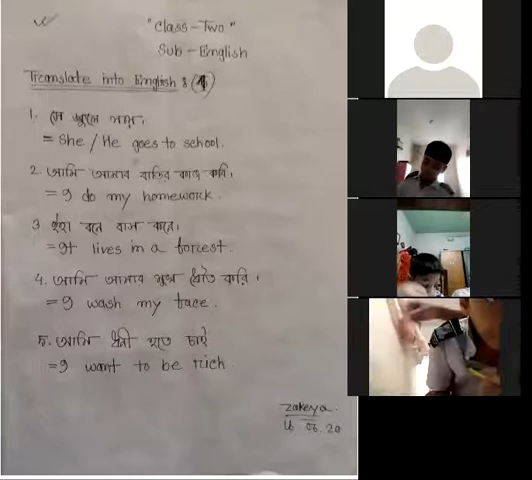 "Class-Two"
Sub-English
Translate into English : (1)
1. সে স্কুলে যায়।
= She / He goes to school.
2. আমি আমার বাড়ির কাজ করি।
= I do my homework.
3 ইহা বনে বাস করে।
= It lives in a forest.
4. আমি আমার মুখ ধৌত করি।
= I wash my face.
৫. আমি ধনী হতে চাই
= I want to be rich.
Zakeya.